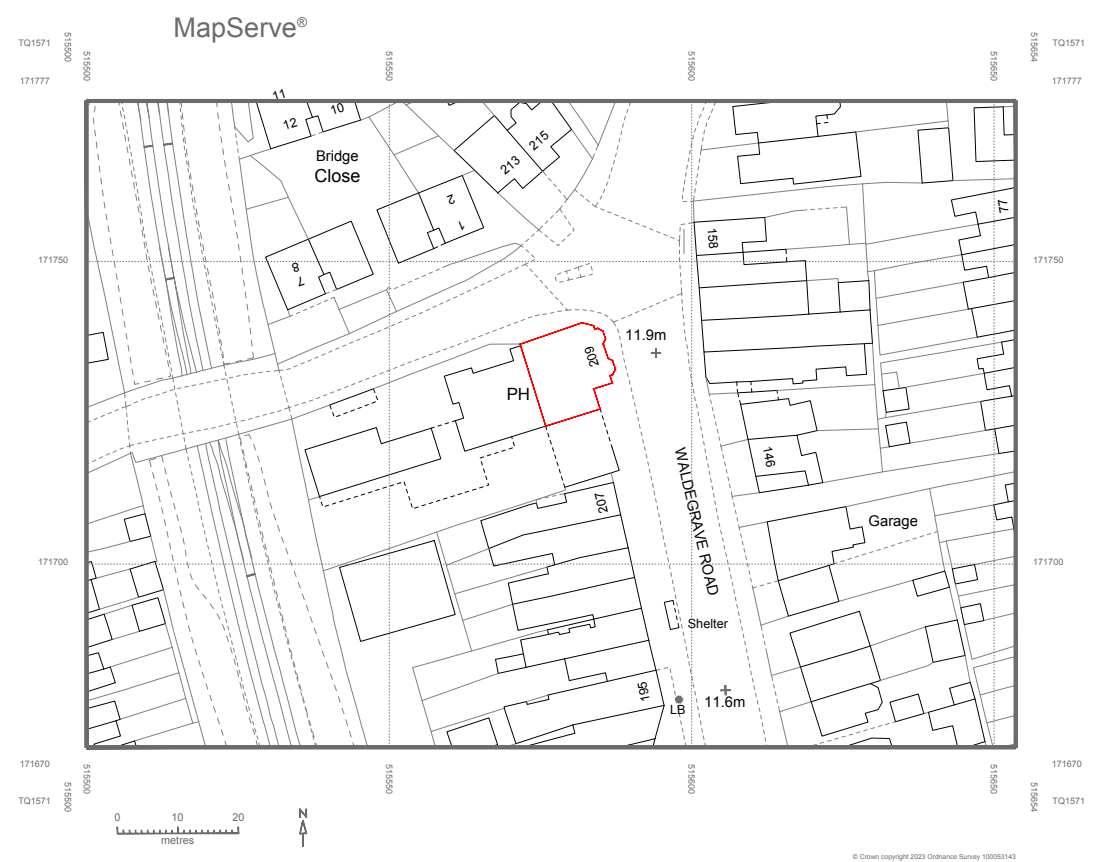 MapServe®
TQ1571
515500
515550
515600
515650
515654
TQ1571
171777
171777
11
12
10
Bridge
Close
213
215
2
1
7
8
158
77
171750
171750
209
11.9m
PH
146
WALDEGRAVE ROAD
207
Garage
171700
171700
Shelter
195
LB
11.6m
171670
515500
515550
515600
515650
515654
171670
TQ1571
TQ1571
0 10 20
metres
N
© Crown copyright 2023 Ordnance Survey 100053143